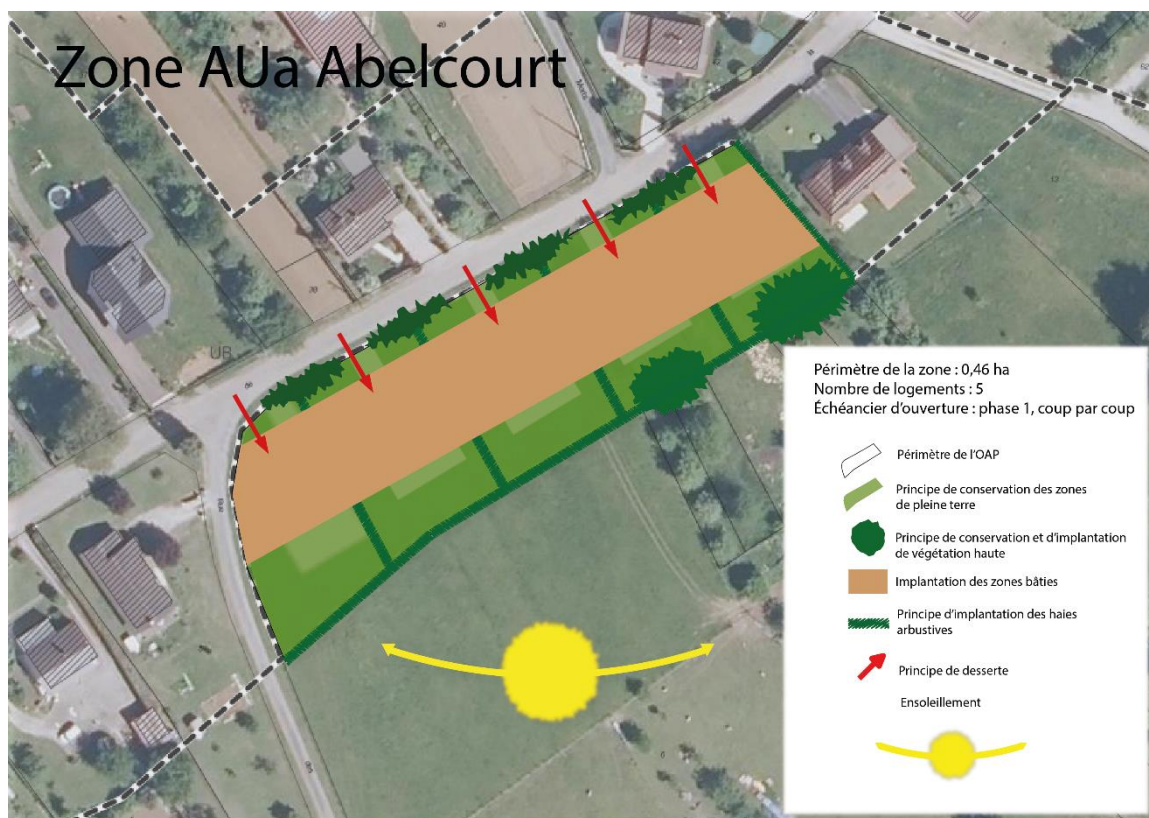 Zone AUa Abelcourt
UB
Périmètre de la zone : 0,46 ha
Nombre de logements : 5
Échéancier d'ouverture : phase 1, coup par coup
Périmètre de l'OAP
Principe de conservation des zones
de pleine terre
Principe de conservation et d'implantation
de végétation haute
Implantation des zones bâties
Principe d'implantation des haies
arbustives
Principe de desserte
Ensoleillement